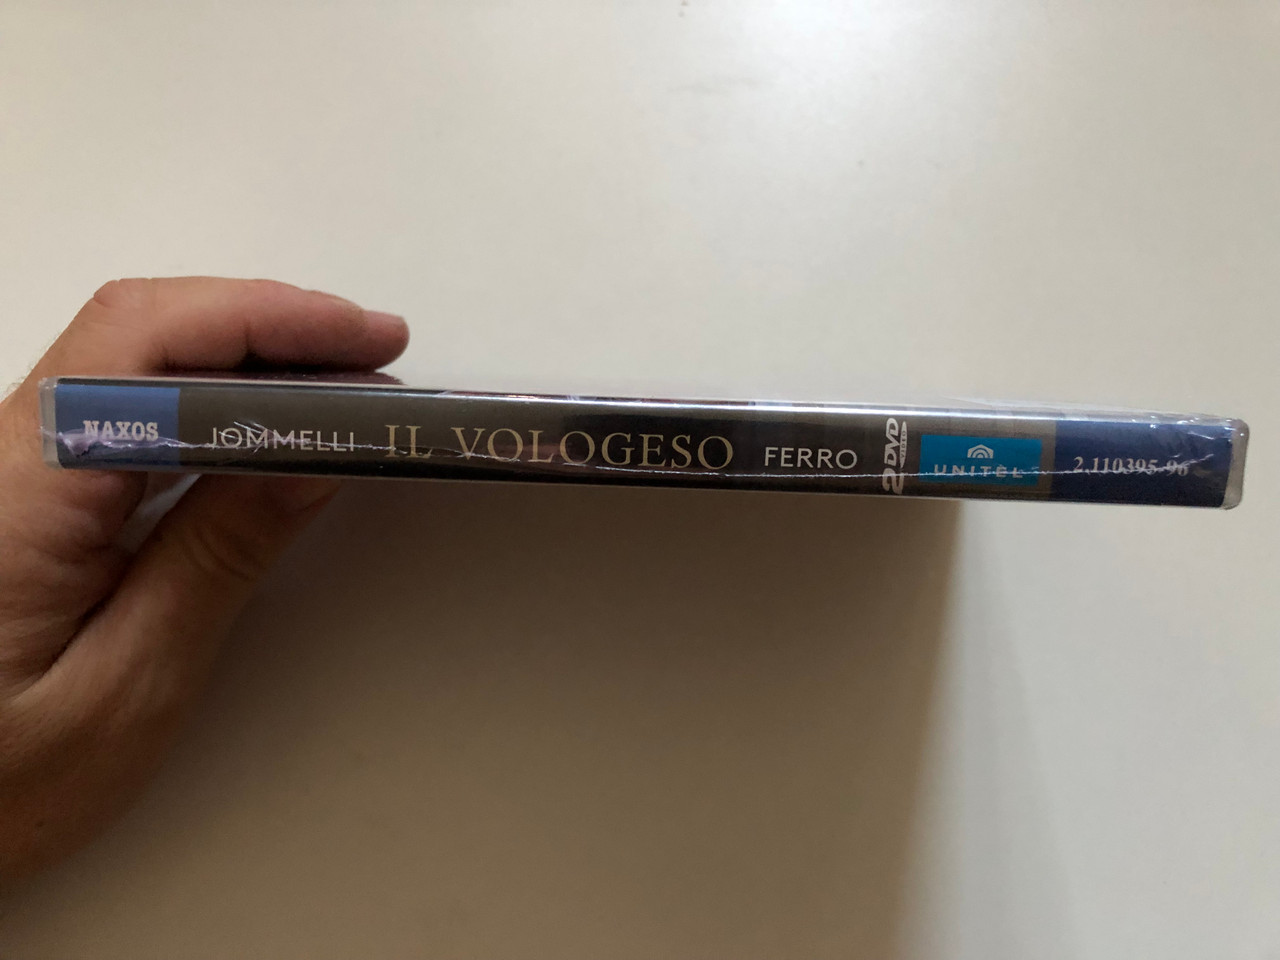 NAXOS JOMMELLI IL VOLOGESO FERRO 2 DVD UNITEL 2.110395-96